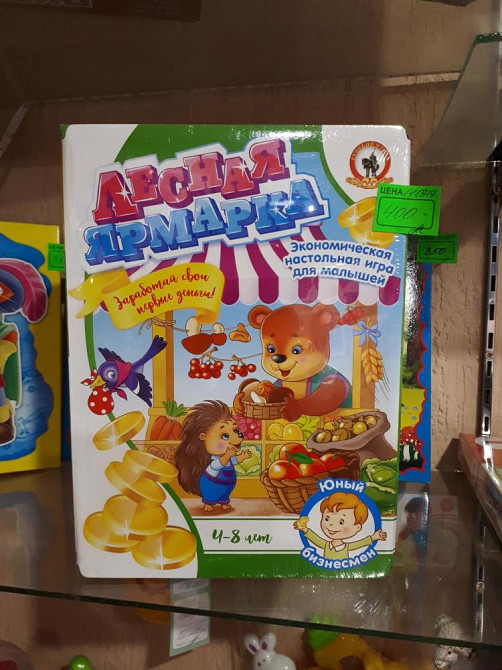 ЛЕСНАЯ
ЯРМАРКА
Экономическая
настольная игра
для малышей
Заработай свои
первые деньги!
ЦЕНА
400
350
4-8 лет
Юный
бизнесмен